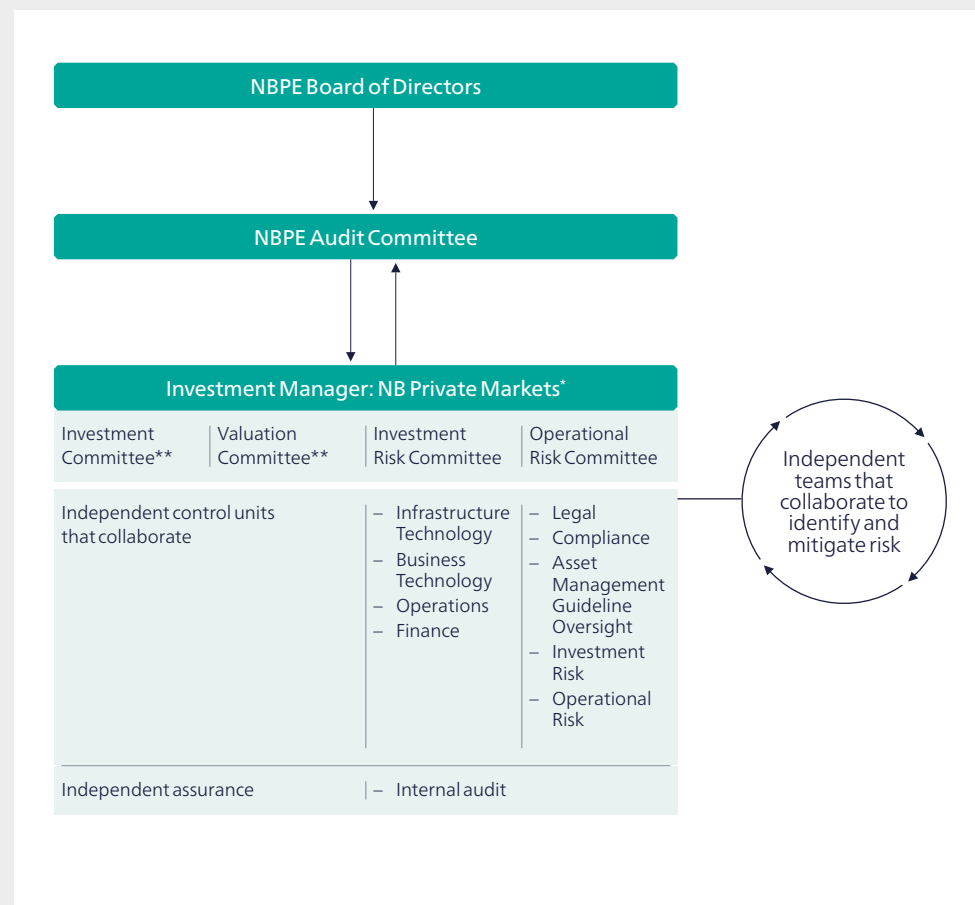 NBPE Board of Directors
NBPE Audit Committee
Investment Manager: NB Private Markets*
Investment
Committee**
Valuation
Committee**
Investment
Risk Committee
Operational
Risk Committee
Independent control units
that collaborate
– Infrastructure
Technology
– Business
Technology
– Operations
– Finance
– Legal
– Compliance
– Asset
Management
Guideline
Oversight
– Investment
Risk
– Operational
Risk
Independent assurance
– Internal audit
Independent
teams that
collaborate to
identify and
mitigate risk